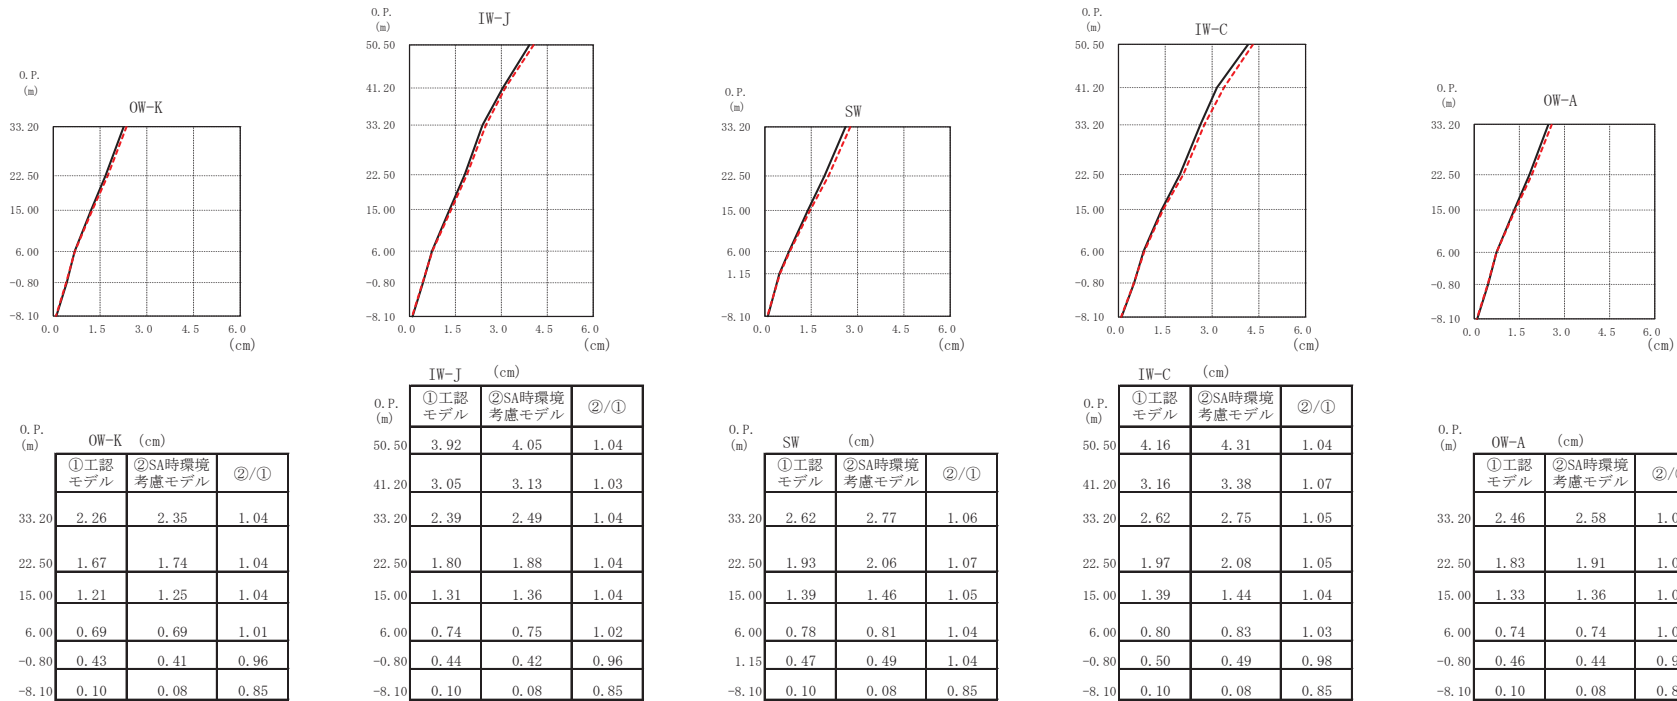 O.P.
(m)
OW-K
33.20
22.50
15.00
6.00
-0.80
-8.10
0.0 1.5 3.0 4.5 6.0
(cm)
O.P.
(m)
IW-J
50.50
41.20
33.20
22.50
15.00
6.00
-0.80
-8.10
0.0 1.5 3.0 4.5 6.0
(cm)
O.P.
(m)
SW
33.20
22.50
15.00
6.00
1.15
-8.10
0.0 1.5 3.0 4.5 6.0
(cm)
O.P.
(m)
IW-C
50.50
41.20
33.20
22.50
15.00
6.00
-0.80
-8.10
0.0 1.5 3.0 4.5 6.0
(cm)
O.P.
(m)
OW-A
33.20
22.50
15.00
6.00
-0.80
-8.10
0.0 1.5 3.0 4.5 6.0
(cm)
O.P.
(m)
OW-K (cm)
①工認 ②SA時環境 ②/①
モデル 考慮モデル
33.20 2.26 2.35 1.04
22.50 1.67 1.74 1.04
15.00 1.21 1.25 1.04
6.00 0.69 0.69 1.01
-0.80 0.43 0.41 0.96
-8.10 0.10 0.08 0.85
IW-J (cm)
O.P.
(m)
①工認 ②SA時環境 ②/①
モデル 考慮モデル
50.50 3.92 4.05 1.04
41.20 3.05 3.13 1.03
33.20 2.39 2.49 1.04
22.50 1.80 1.88 1.04
15.00 1.31 1.36 1.04
6.00 0.74 0.75 1.02
-0.80 0.44 0.42 0.96
-8.10 0.10 0.08 0.85
O.P.
(m)
SW (cm)
①工認 ②SA時環境 ②/①
モデル 考慮モデル
33.20 2.62 2.77 1.06
22.50 1.93 2.06 1.07
15.00 1.39 1.46 1.05
6.00 0.78 0.81 1.04
1.15 0.47 0.49 1.04
-8.10 0.10 0.08 0.85
IW-C (cm)
O.P.
(m)
①工認 ②SA時環境 ②/①
モデル 考慮モデル
50.50 4.16 4.31 1.04
41.20 3.16 3.38 1.07
33.20 2.62 2.75 1.05
22.50 1.97 2.08 1.05
15.00 1.39 1.44 1.04
6.00 0.80 0.83 1.03
-0.80 0.50 0.49 0.98
-8.10 0.10 0.08 0.85
O.P.
(m)
OW-A (cm)
①工認 ②SA時環境
モデル 考慮モデル
33.20 2.46 2.58
22.50 1.83 1.91
15.00 1.33 1.36
6.00 0.74 0.74
-0.80 0.46 0.44
-8.10 0.10 0.08